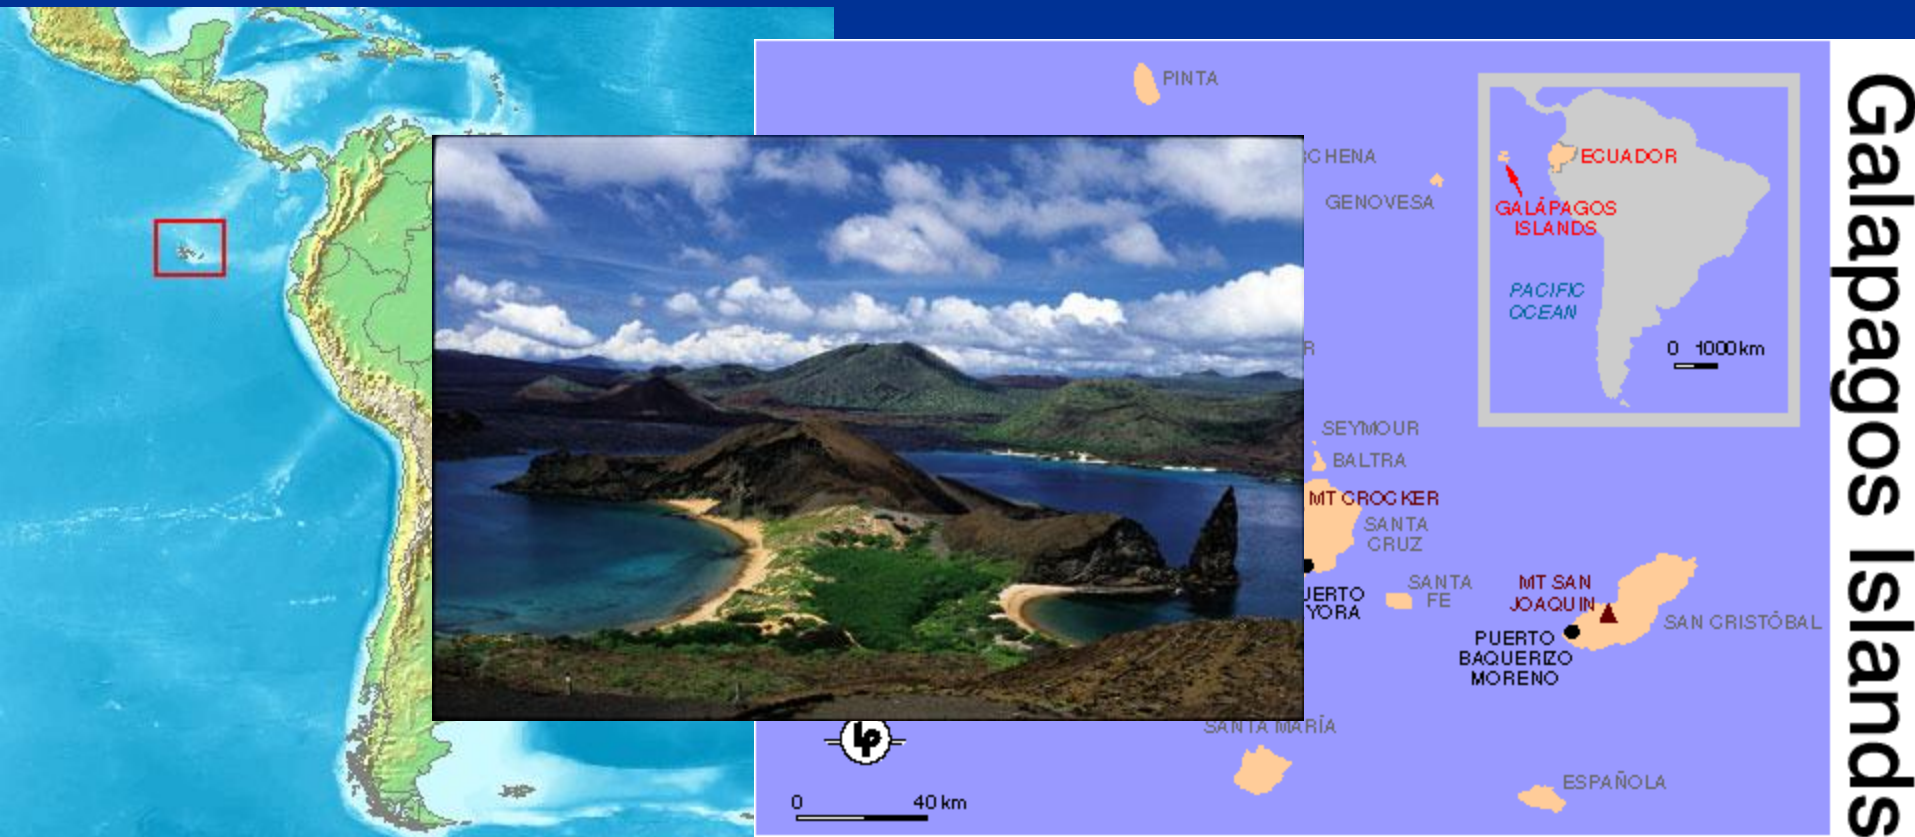 PINTA
CHENA
GENOVESA
ECUADOR
GALÁPAGOS
ISLANDS
PACIFIC
OCEAN
0 1000 km
R
SEYMOUR
BALTRA
MT CROCKER
SANTA
CRUZ
UERTO
YORA
SANTA
FE
MT SAN
JOAQUIN
SAN CRISTÓBAL
PUERTO
BAQUERIZO
MORENO
SANTA MARÍA
lp
ESPAÑOLA
0 40 km
Galapagos Islands